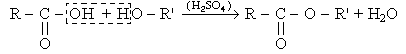 R – C – OH + HO – R' (H₂SO₄) → R – C – O – R' + H₂O
|| ||
O O